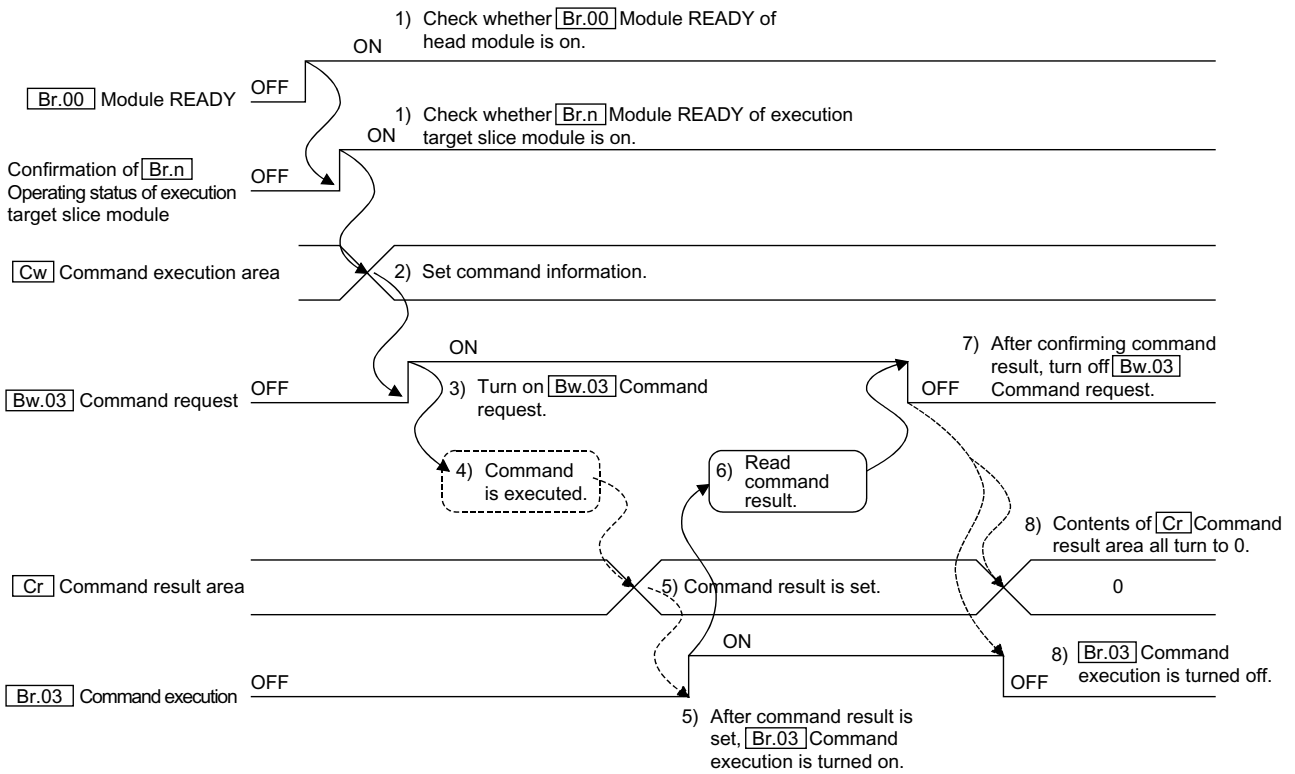 1) Check whether Br.00 Module READY of
head module is on.
ON
OFF
Br.00 Module READY
1) Check whether Br.n Module READY of execution
target slice module is on.
ON
Confirmation of Br.n
Operating status of execution
target slice module
OFF
Cw Command execution area
2) Set command information.
ON
7) After confirming command
result, turn off Bw.03
Command request.
OFF
Bw.03 Command request
3) Turn on Bw.03 Command
request.
OFF
4) Command
is executed.
6) Read
command
result.
8) Contents of Cr Command
result area all turn to 0.
Cr Command result area
5) Command result is set.
0
ON
8) Br.03 Command
execution is turned off.
OFF
Br.03 Command execution
OFF
5) After command result is
set, Br.03 Command
execution is turned on.